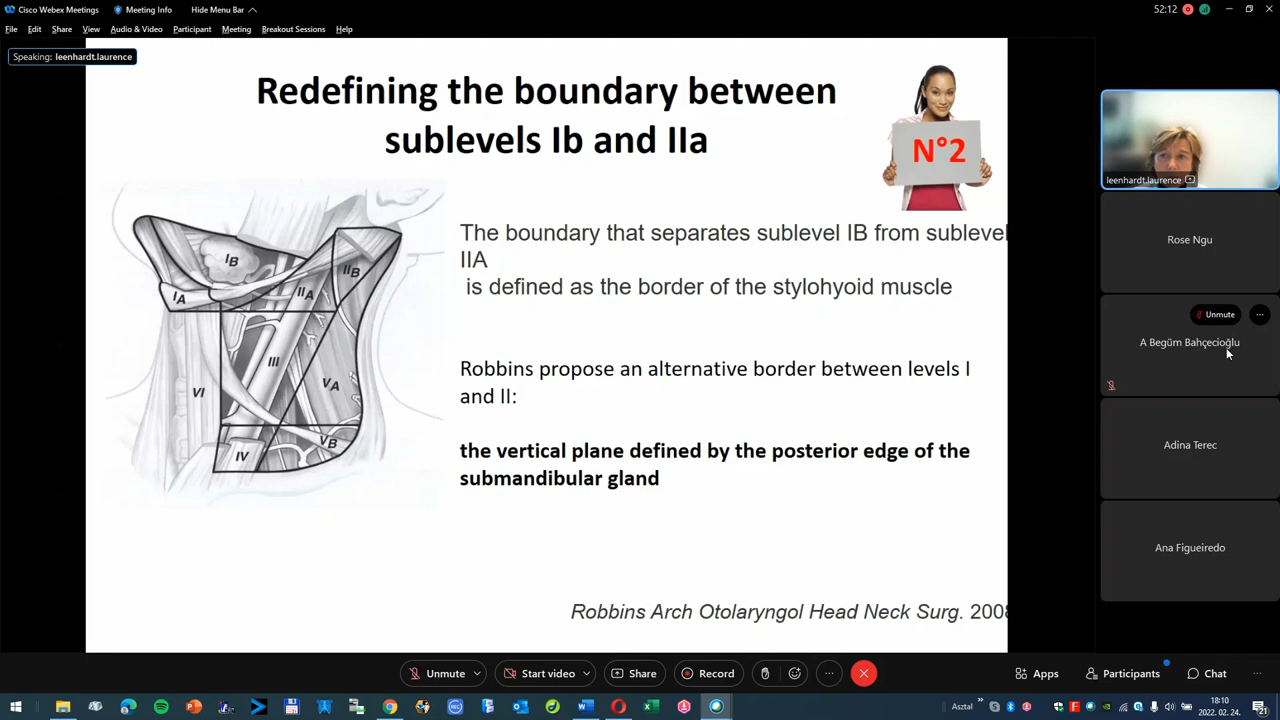 Cisco Webex Meetings
Meeting Info
Hide Menu Bar
52:12
File Edit Share View Audio & Video Participant Meeting Breakout Sessions Help
Speaking: leenhardt.laurence
Redefining the boundary between
sublevels Ib and IIa
N°2
The boundary that separates sublevel IB from sublevel
IIA
is defined as the border of the stylohyoid muscle
Robbins propose an alternative border between levels I
and II:
the vertical plane defined by the posterior edge of the
submandibular gland
Robbins Arch Otolaryngol Head Neck Surg. 2008
IB
IIB
IA
IIA
III
VA
VI
VB
IV
leenhardt.laurence
Rose Ngu
Unmute
A Begüm Bahçecioğlu
Adina Terec
Ana Figueiredo
Unmute
Start video
Share
Record
Apps
Participants
Chat
Asztal
18:10
2022. 02. 24.